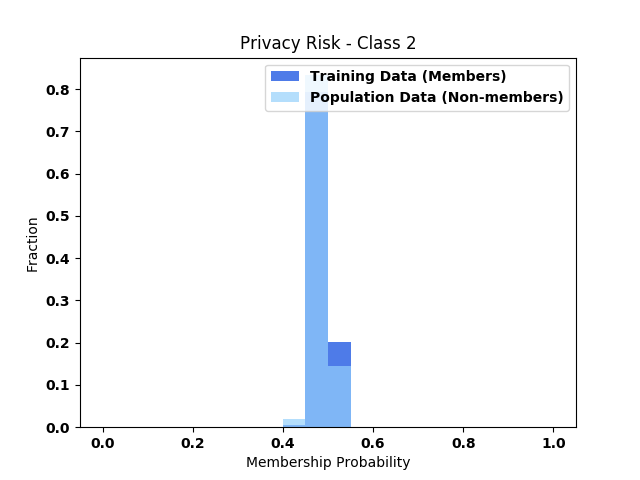 Privacy Risk - Class 2
Training Data (Members)
Population Data (Non-members)
0.8
0.7
0.6
0.5
0.4
0.3
0.2
0.1
0.0
Fraction
0.0 0.2 0.4 0.6 0.8 1.0
Membership Probability